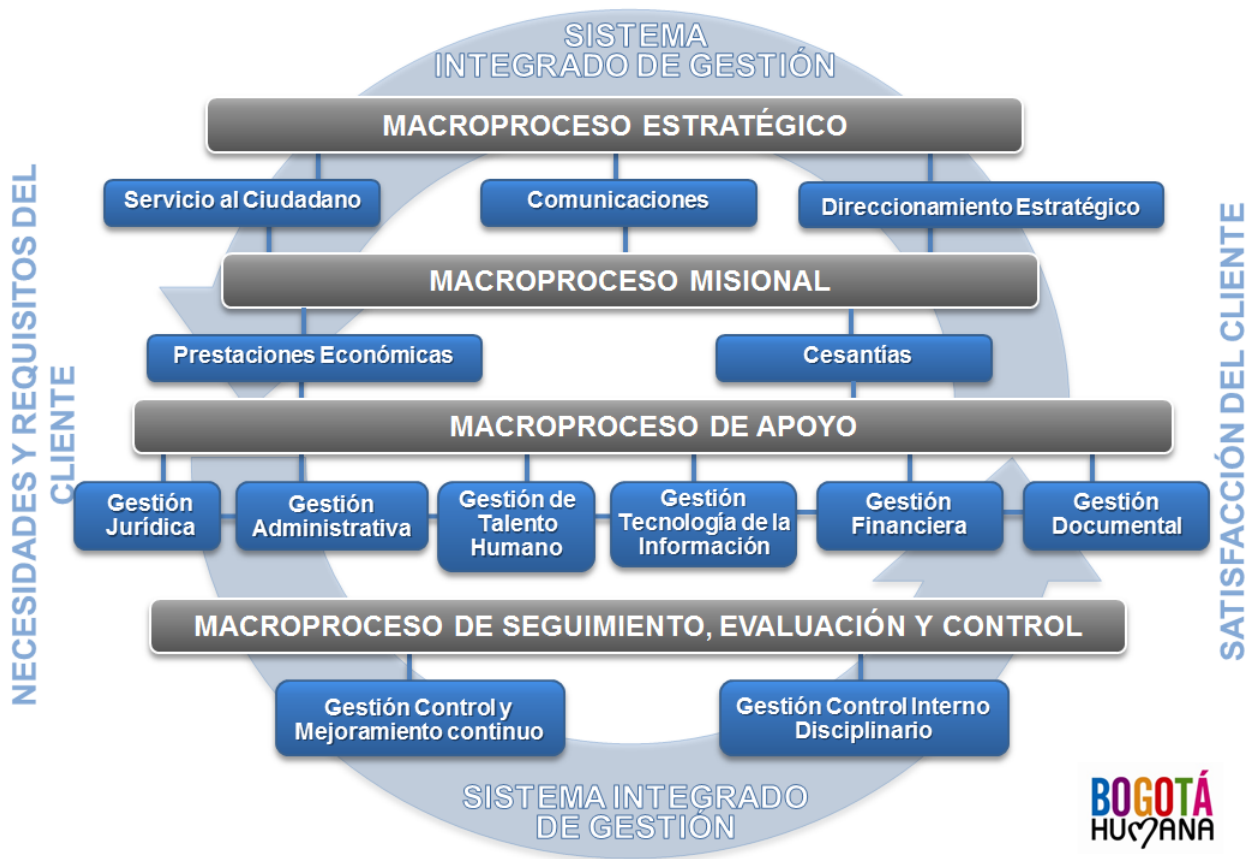 SISTEMA
INTEGRADO DE GESTIÓN
MACROPROCESO ESTRATÉGICO
Servicio al Ciudadano
Comunicaciones
Direccionamiento Estratégico
MACROPROCESO MISIONAL
Prestaciones Económicas
Cesantías
MACROPROCESO DE APOYO
Gestión
Jurídica
Gestión
Administrativa
Gestión de
Talento
Humano
Gestión
Tecnología de la
Información
Gestión
Financiera
Gestión
Documental
MACROPROCESO DE SEGUIMIENTO, EVALUACIÓN Y CONTROL
Gestión Control y
Mejoramiento continuo
Gestión Control Interno
Disciplinario
SISTEMA INTEGRADO
DE GESTIÓN
NECESIDADES Y REQUISITOS DEL
CLIENTE
SATISFACCIÓN DEL CLIENTE
BOGOTÁ
HUMANA